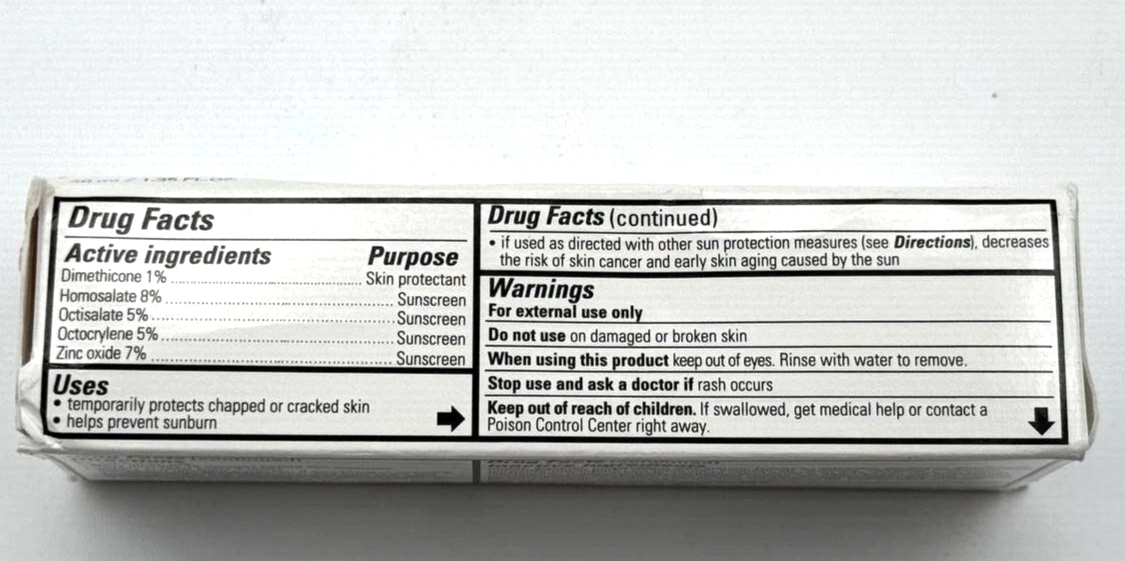 Drug Facts
Active ingredients Purpose
Dimethicone 1% Skin protectant
Homosalate 8% Sunscreen
Octisalate 5% Sunscreen
Octocrylene 5% Sunscreen
Zinc oxide 7% Sunscreen
Uses
• temporarily protects chapped or cracked skin
• helps prevent sunburn
Drug Facts (continued)
• if used as directed with other sun protection measures (see Directions), decreases
the risk of skin cancer and early skin aging caused by the sun
Warnings
For external use only
Do not use on damaged or broken skin
When using this product keep out of eyes. Rinse with water to remove.
Stop use and ask a doctor if rash occurs
Keep out of reach of children. If swallowed, get medical help or contact a
Poison Control Center right away.